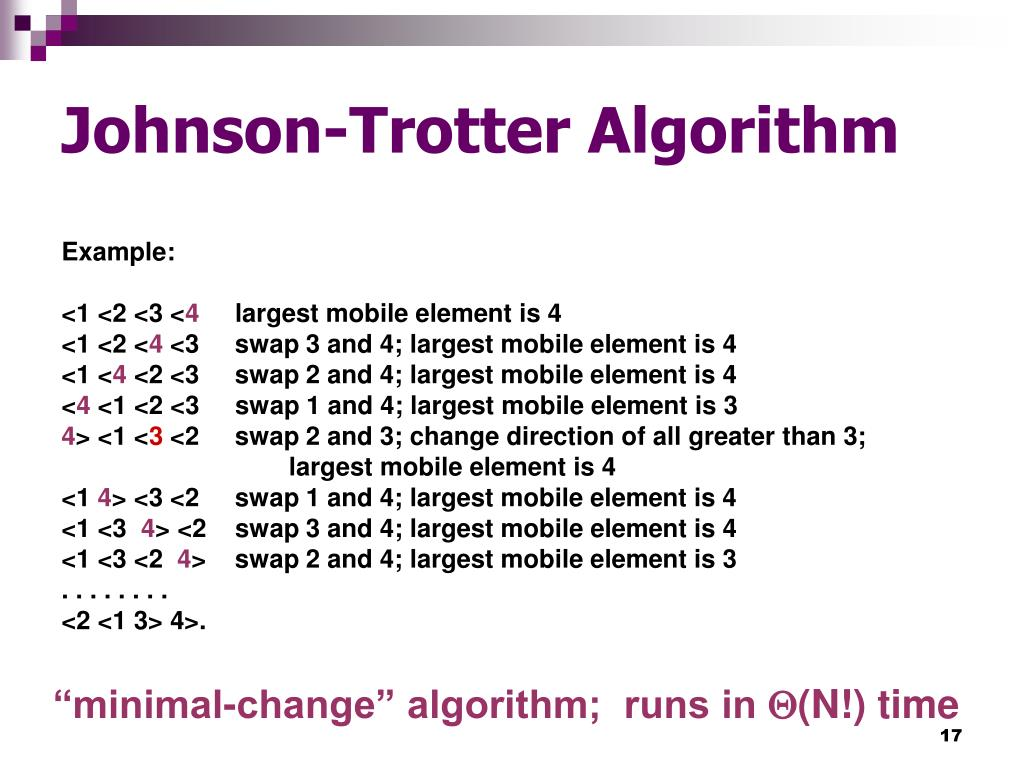 Johnson-Trotter Algorithm
Example:
<1 <2 <3 <4 largest mobile element is 4
<1 <2 <4 <3 swap 3 and 4; largest mobile element is 4
<1 <4 <2 <3 swap 2 and 4; largest mobile element is 4
<4 <1 <2 <3 swap 1 and 4; largest mobile element is 3
4> <1 <3 <2 swap 2 and 3; change direction of all greater than 3;
largest mobile element is 4
<1 4> <3 <2 swap 1 and 4; largest mobile element is 4
<1 <3 4> <2 swap 3 and 4; largest mobile element is 4
<1 <3 <2 4> swap 2 and 4; largest mobile element is 3
. . . . . . . .
<2 <1 3> 4>.
“minimal-change” algorithm; runs in Θ(N!) time
17